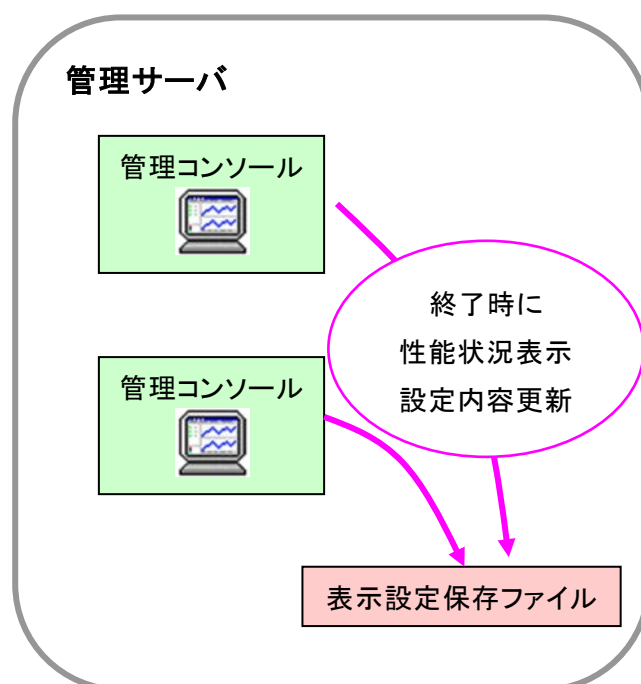 管理サーバ
管理コンソール
終了時に
性能状況表示
設定内容更新
管理コンソール
表示設定保存ファイル